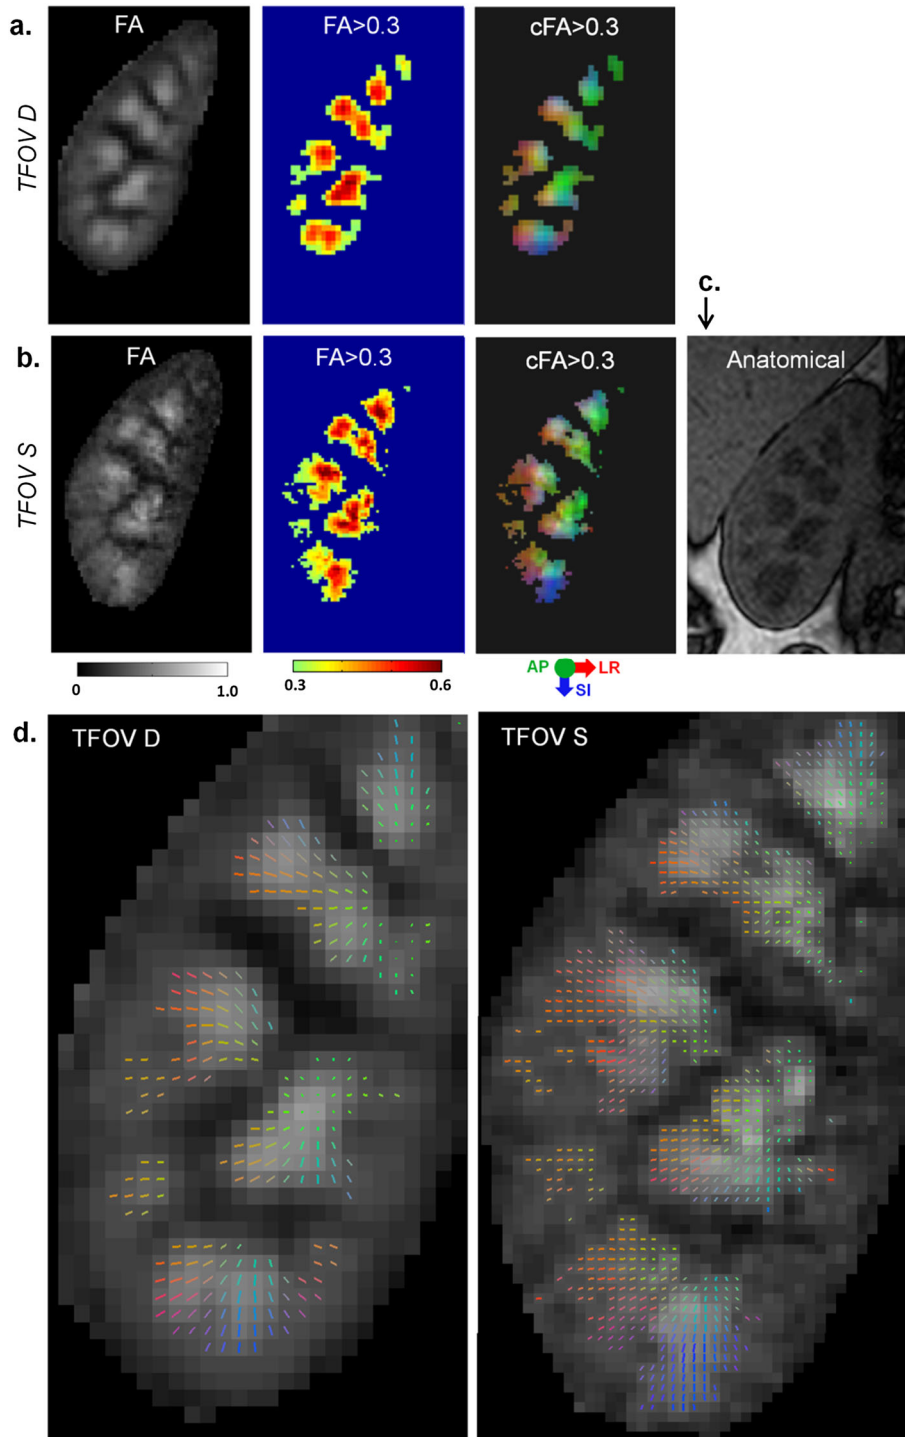 a.
FA
FA>0.3
cFA>0.3
TFOV D
c.
b.
FA
FA>0.3
cFA>0.3
Anatomical
TFOV S
0
1.0
0.3
0.6
AP
LR
SI
d.
TFOV D
TFOV S